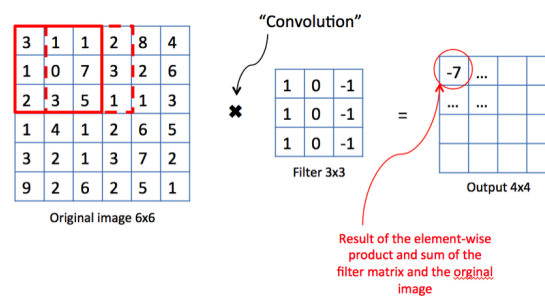 “Convolution”
3 1 1 2 8 4
1 0 7 3 2 6
2 3 5 1 1 3
1 4 1 2 6 5
3 2 1 3 7 2
9 2 6 2 5 1
Original image 6x6
✖
1 0 -1
1 0 -1
1 0 -1
Filter 3x3
=
-7 ...
... ...
Output 4x4
Result of the element-wise
product and sum of the
filter matrix and the orginal
image